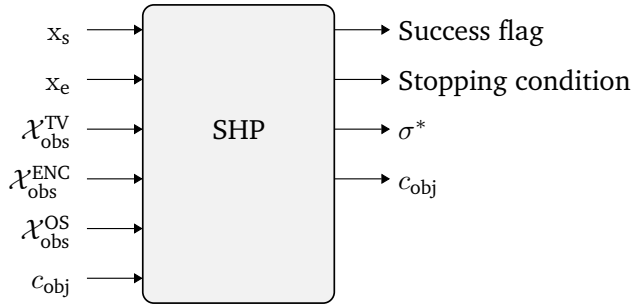 x_s
x_e
𝒳_obs^TV
𝒳_obs^ENC
𝒳_obs^OS
c_obj
SHP
Success flag
Stopping condition
σ*
c_obj